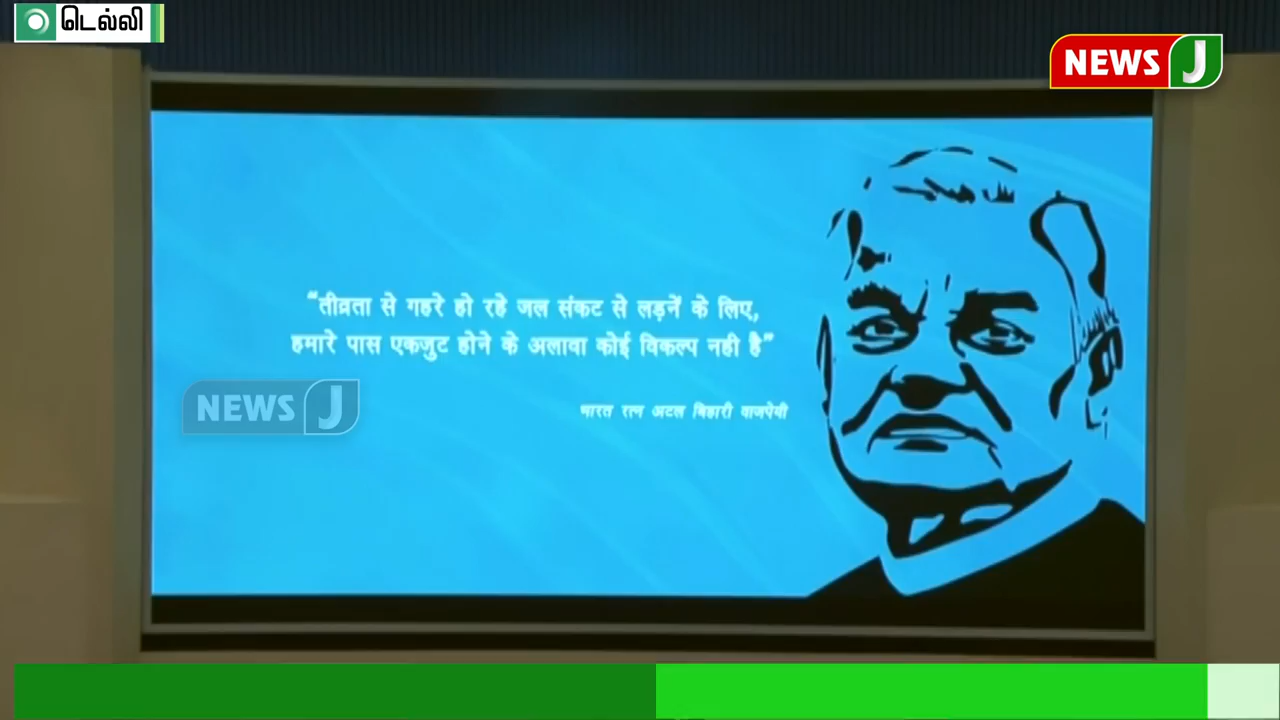 டெல்லி
NEWS J
“तीव्रता से गहरे हो रहे जल संकट से लड़नें के लिए,
हमारे पास एकजुट होने के अलावा कोई विकल्प नही है”
NEWS J
भारत रत्न अटल बिहारी वाजपेयी